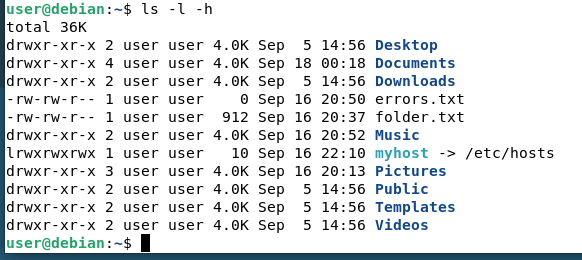 user@debian:~$ ls -l -h
total 36K
drwxr-xr-x 2 user user 4.0K Sep  5 14:56 Desktop
drwxr-xr-x 4 user user 4.0K Sep 18 00:18 Documents
drwxr-xr-x 2 user user 4.0K Sep  5 14:56 Downloads
-rw-rw-r-- 1 user user    0 Sep 16 20:50 errors.txt
-rw-rw-r-- 1 user user  912 Sep 16 20:37 folder.txt
drwxr-xr-x 2 user user 4.0K Sep 16 20:52 Music
lrwxrwxrwx 1 user user   10 Sep 16 22:10 myhost -> /etc/hosts
drwxr-xr-x 3 user user 4.0K Sep 16 20:13 Pictures
drwxr-xr-x 2 user user 4.0K Sep  5 14:56 Public
drwxr-xr-x 2 user user 4.0K Sep  5 14:56 Templates
drwxr-xr-x 2 user user 4.0K Sep  5 14:56 Videos
user@debian:~$